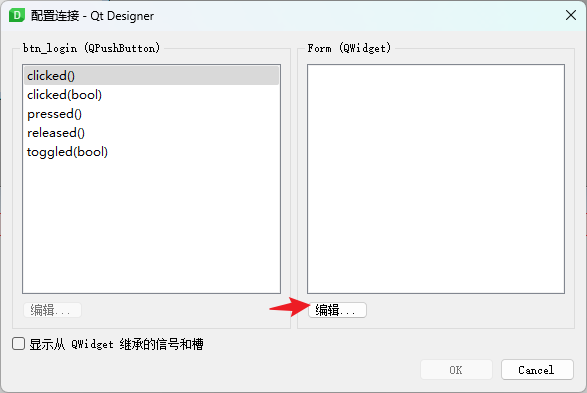 配置连接 - Qt Designer
btn_login (QPushButton)
Form (QWidget)
clicked()
clicked(bool)
pressed()
released()
toggled(bool)
编辑...
编辑...
显示从 QWidget 继承的信号和槽
OK
Cancel